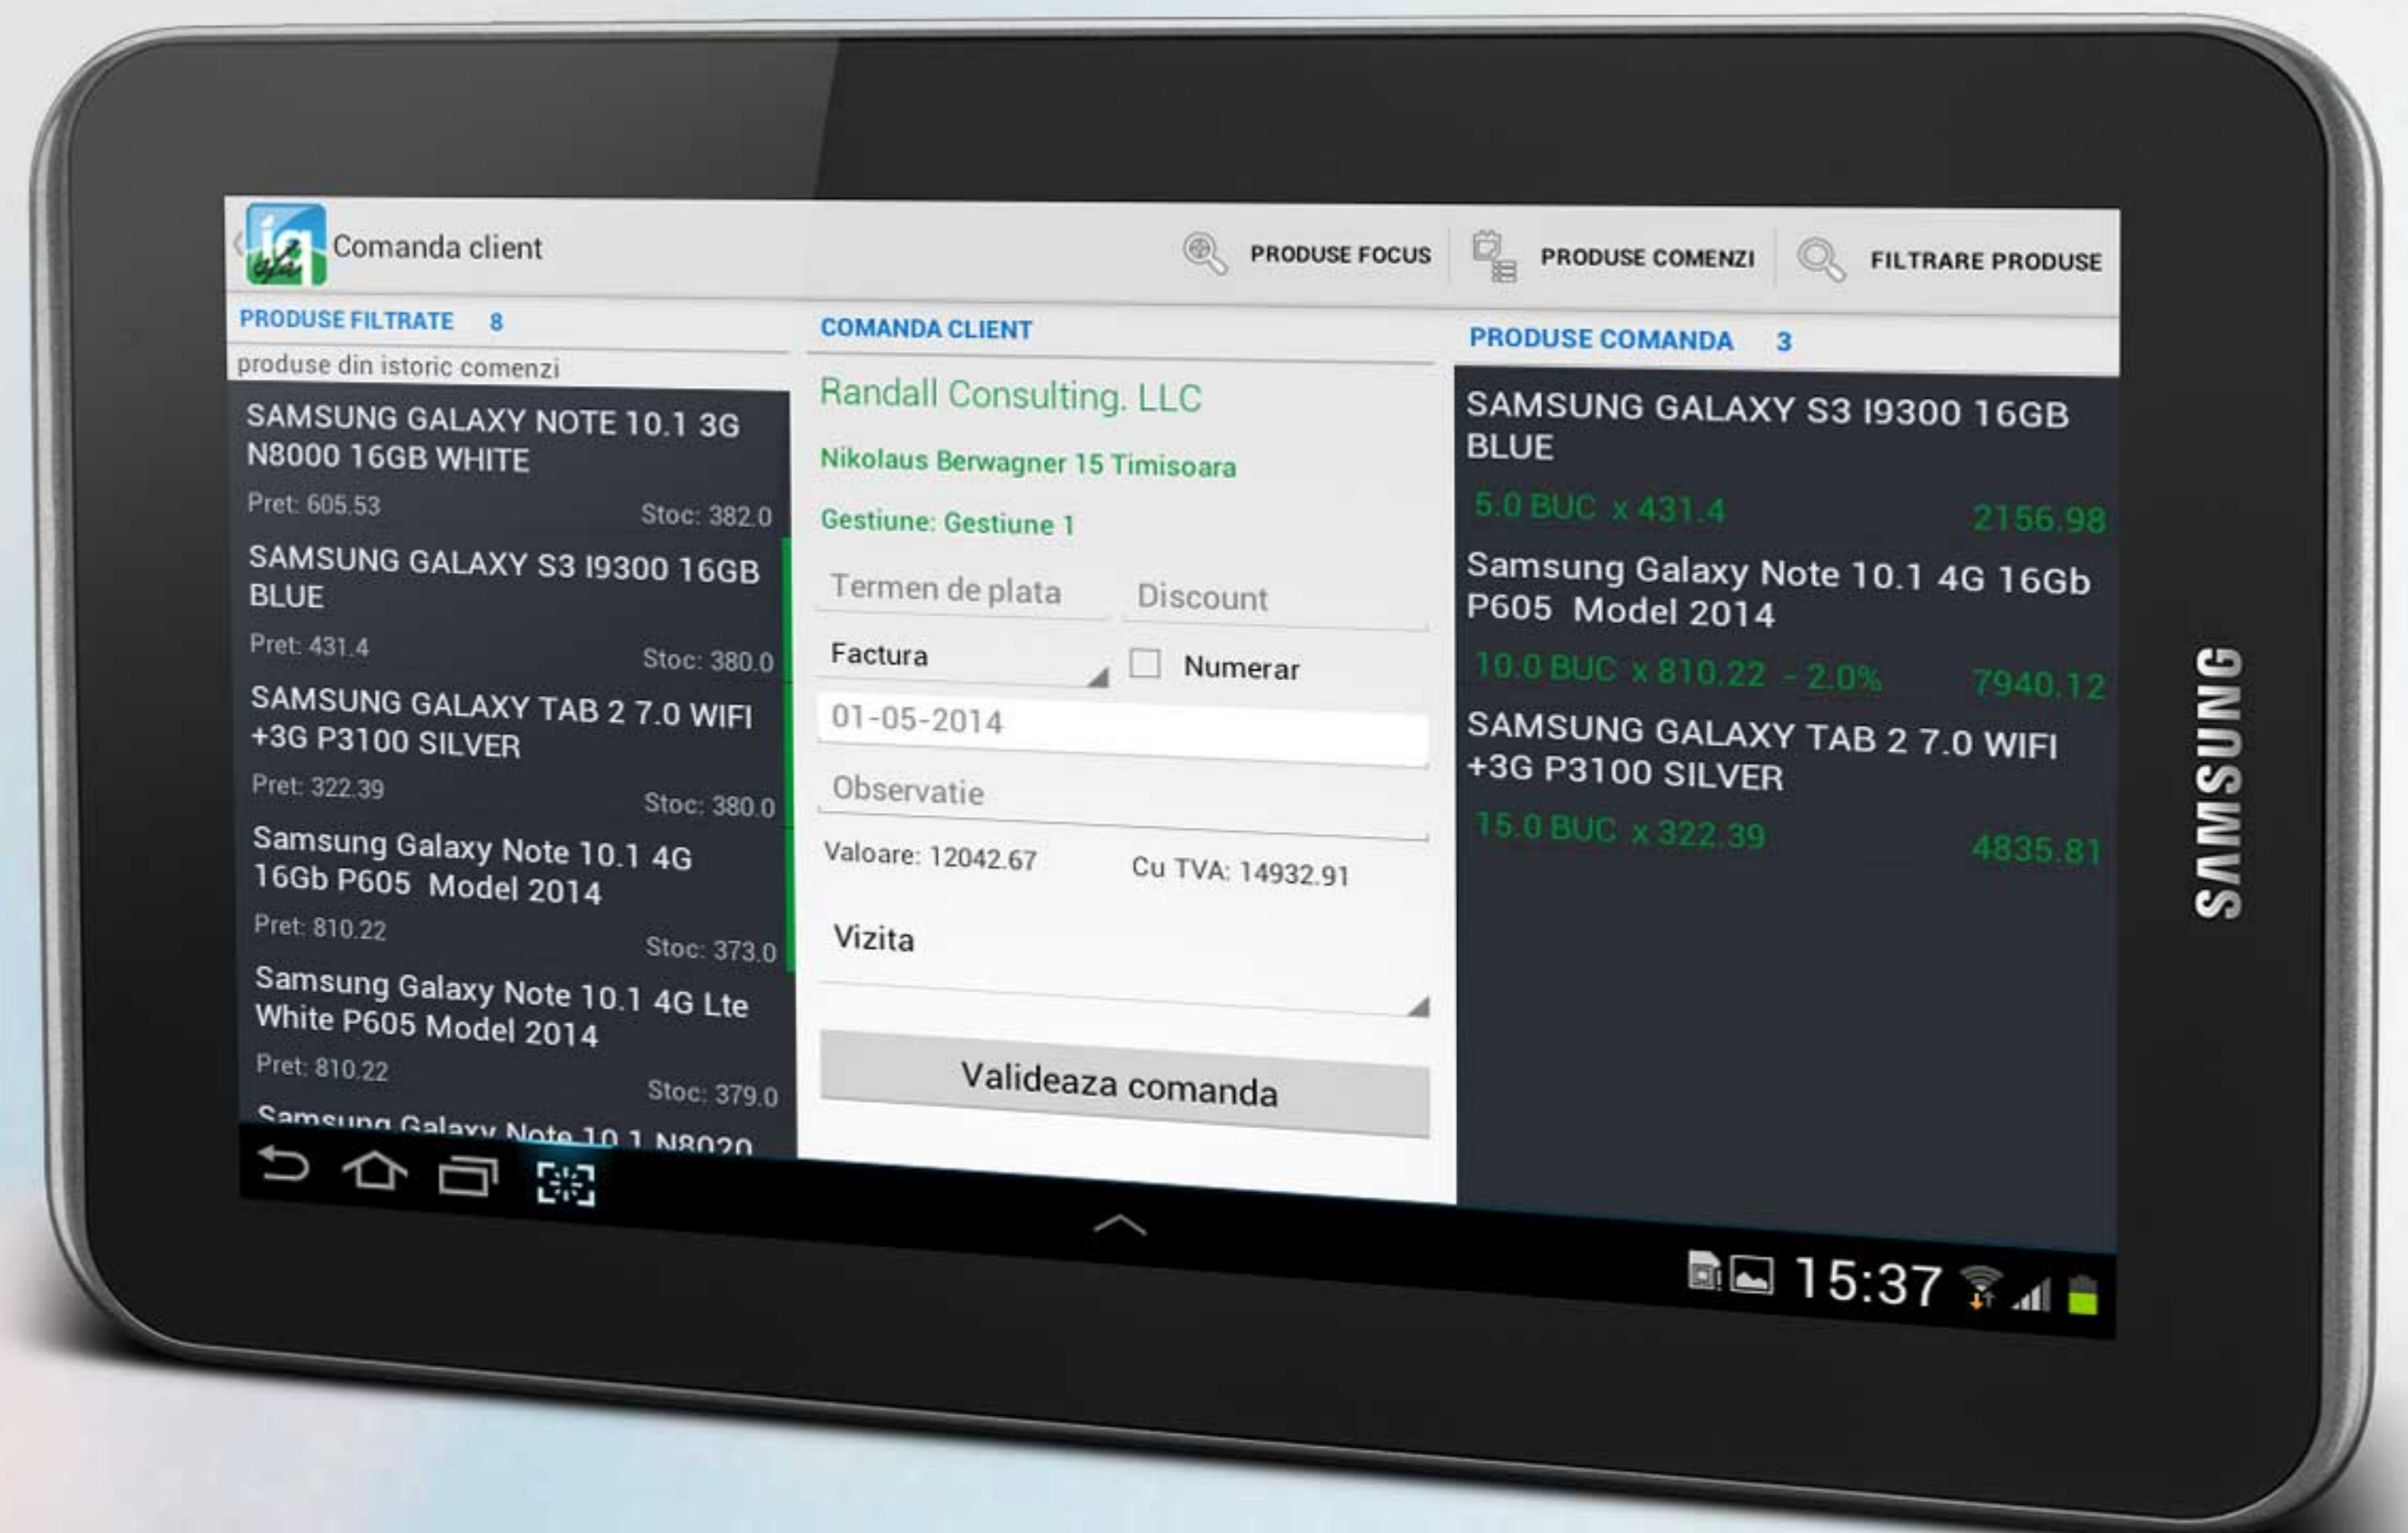 Comanda client
PRODUSE FOCUS
PRODUSE COMENZI
FILTRARE PRODUSE
PRODUSE FILTRATE 8
produse din istoric comenzi
SAMSUNG GALAXY NOTE 10.1 3G
N8000 16GB WHITE
Pret: 605.53 Stoc: 382.0
SAMSUNG GALAXY S3 I9300 16GB
BLUE
Pret: 431.4 Stoc: 380.0
SAMSUNG GALAXY TAB 2 7.0 WIFI
+3G P3100 SILVER
Pret: 322.39 Stoc: 380.0
Samsung Galaxy Note 10.1 4G
16Gb P605 Model 2014
Pret: 810.22 Stoc: 373.0
Samsung Galaxy Note 10.1 4G Lte
White P605 Model 2014
Pret: 810.22 Stoc: 379.0
Samsung Galaxy Note 10.1 N8020
COMANDA CLIENT
Randall Consulting. LLC
Nikolaus Berwagner 15 Timisoara
Gestiune: Gestiune 1
Termen de plata Discount
Factura Numerar
01-05-2014
Observatie
Valoare: 12042.67 Cu TVA: 14932.91
Vizita
Valideaza comanda
PRODUSE COMANDA 3
SAMSUNG GALAXY S3 I9300 16GB
BLUE
5.0 BUC x 431.4 2156.98
Samsung Galaxy Note 10.1 4G 16Gb
P605 Model 2014
10.0 BUC x 810.22 - 2.0% 7940.12
SAMSUNG GALAXY TAB 2 7.0 WIFI
+3G P3100 SILVER
15.0 BUC x 322.39 4835.81
15:37
SAMSUNG